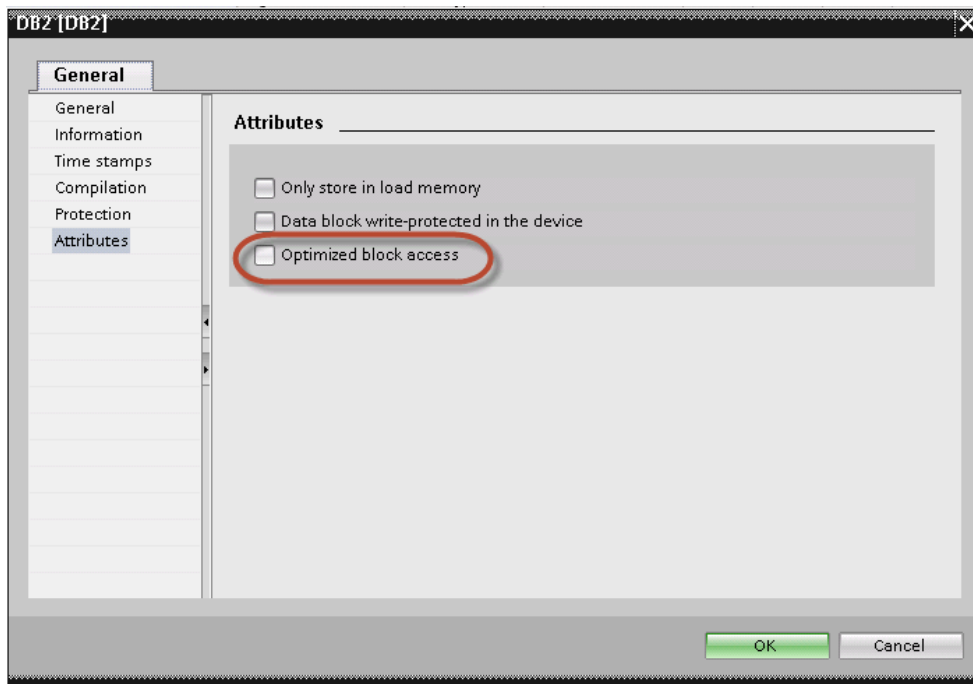 DB2 [DB2]
General
General
Information
Time stamps
Compilation
Protection
Attributes
Attributes
Only store in load memory
Data block write-protected in the device
Optimized block access
OK
Cancel